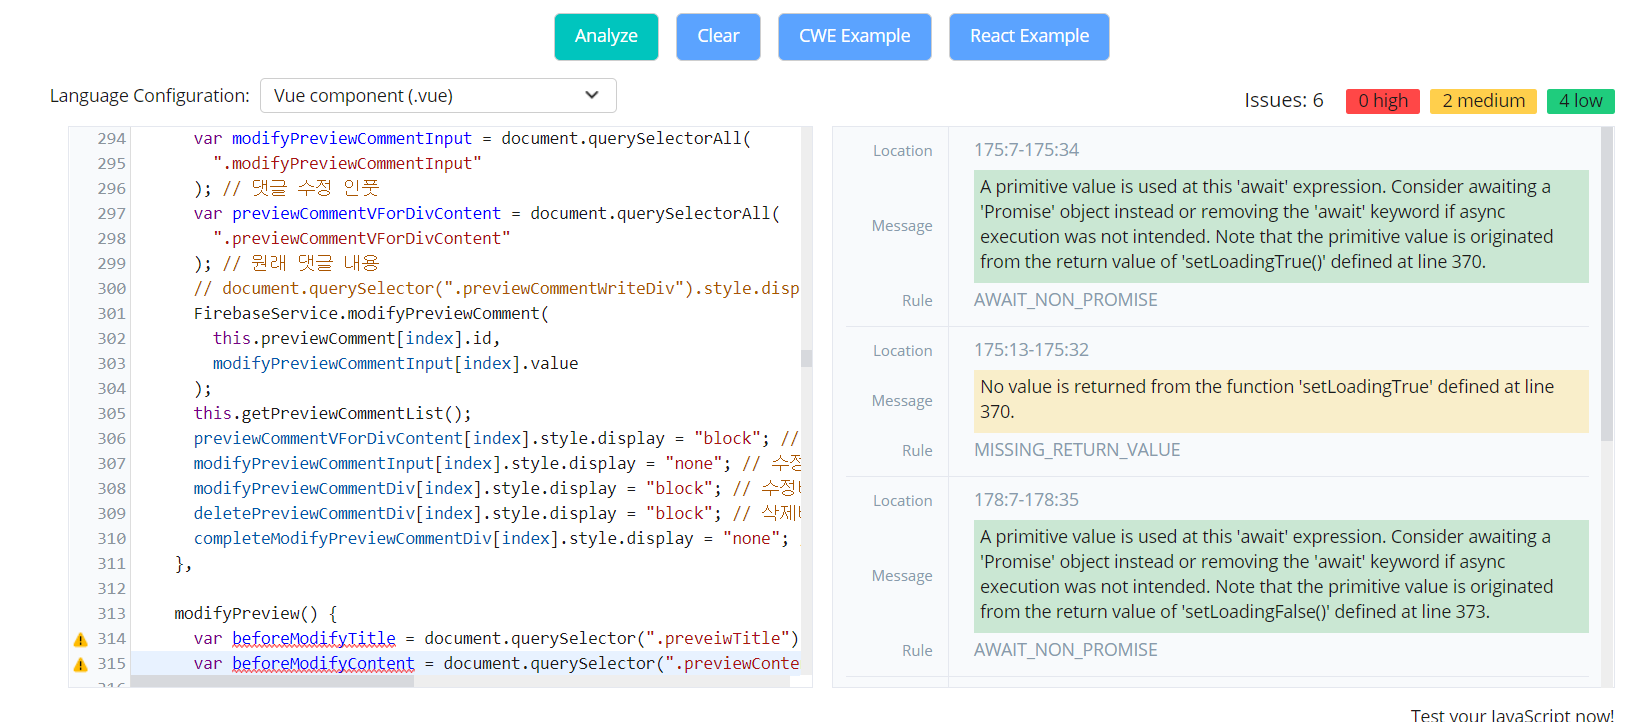 Analyze
Clear
CWE Example
React Example
Language Configuration:
Vue component (.vue)
Issues: 6
0 high
2 medium
4 low
294 var modifyPreviewCommentInput = document.querySelectorAll(
295 ".modifyPreviewCommentInput"
296 ); // 댓글 수정 인풋
297 var previewCommentVForDivContent = document.querySelectorAll(
298 ".previewCommentVForDivContent"
299 ); // 원래 댓글 내용
300 // document.querySelector(".previewCommentWriteDiv").style.disp
301 FirebaseService.modifyPreviewComment(
302 this.previewComment[index].id,
303 modifyPreviewCommentInput[index].value
304 );
305 this.getPreviewCommentList();
306 previewCommentVForDivContent[index].style.display = "block"; //
307 modifyPreviewCommentInput[index].style.display = "none"; // 수정
308 modifyPreviewCommentDiv[index].style.display = "block"; // 수정
309 deletePreviewCommentDiv[index].style.display = "block"; // 삭제
310 completeModifyPreviewCommentDiv[index].style.display = "none";
311 },
312
313 modifyPreview() {
314 var beforeModifyTitle = document.querySelector(".preveiwTitle")
315 var beforeModifyContent = document.querySelector(".previewConte
Location 175:7-175:34
Message A primitive value is used at this 'await' expression. Consider awaiting a
'Promise' object instead or removing the 'await' keyword if async
execution was not intended. Note that the primitive value is originated
from the return value of 'setLoadingTrue()' defined at line 370.
Rule AWAIT_NON_PROMISE
Location 175:13-175:32
Message No value is returned from the function 'setLoadingTrue' defined at line
370.
Rule MISSING_RETURN_VALUE
Location 178:7-178:35
Message A primitive value is used at this 'await' expression. Consider awaiting a
'Promise' object instead or removing the 'await' keyword if async
execution was not intended. Note that the primitive value is originated
from the return value of 'setLoadingFalse()' defined at line 373.
Rule AWAIT_NON_PROMISE
Test your JavaScript now!